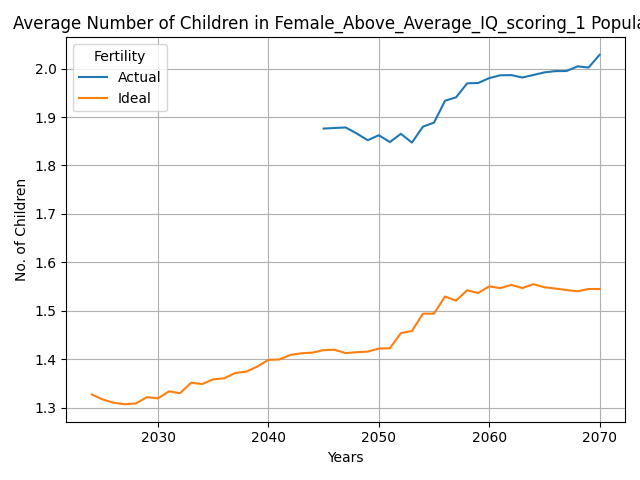 Average Number of Children in Female_Above_Average_IQ_scoring_1 Popula
Fertility
Actual
Ideal
2.0
1.9
1.8
1.7
1.6
1.5
1.4
1.3
No. of Children
2030 2040 2050 2060 2070
Years